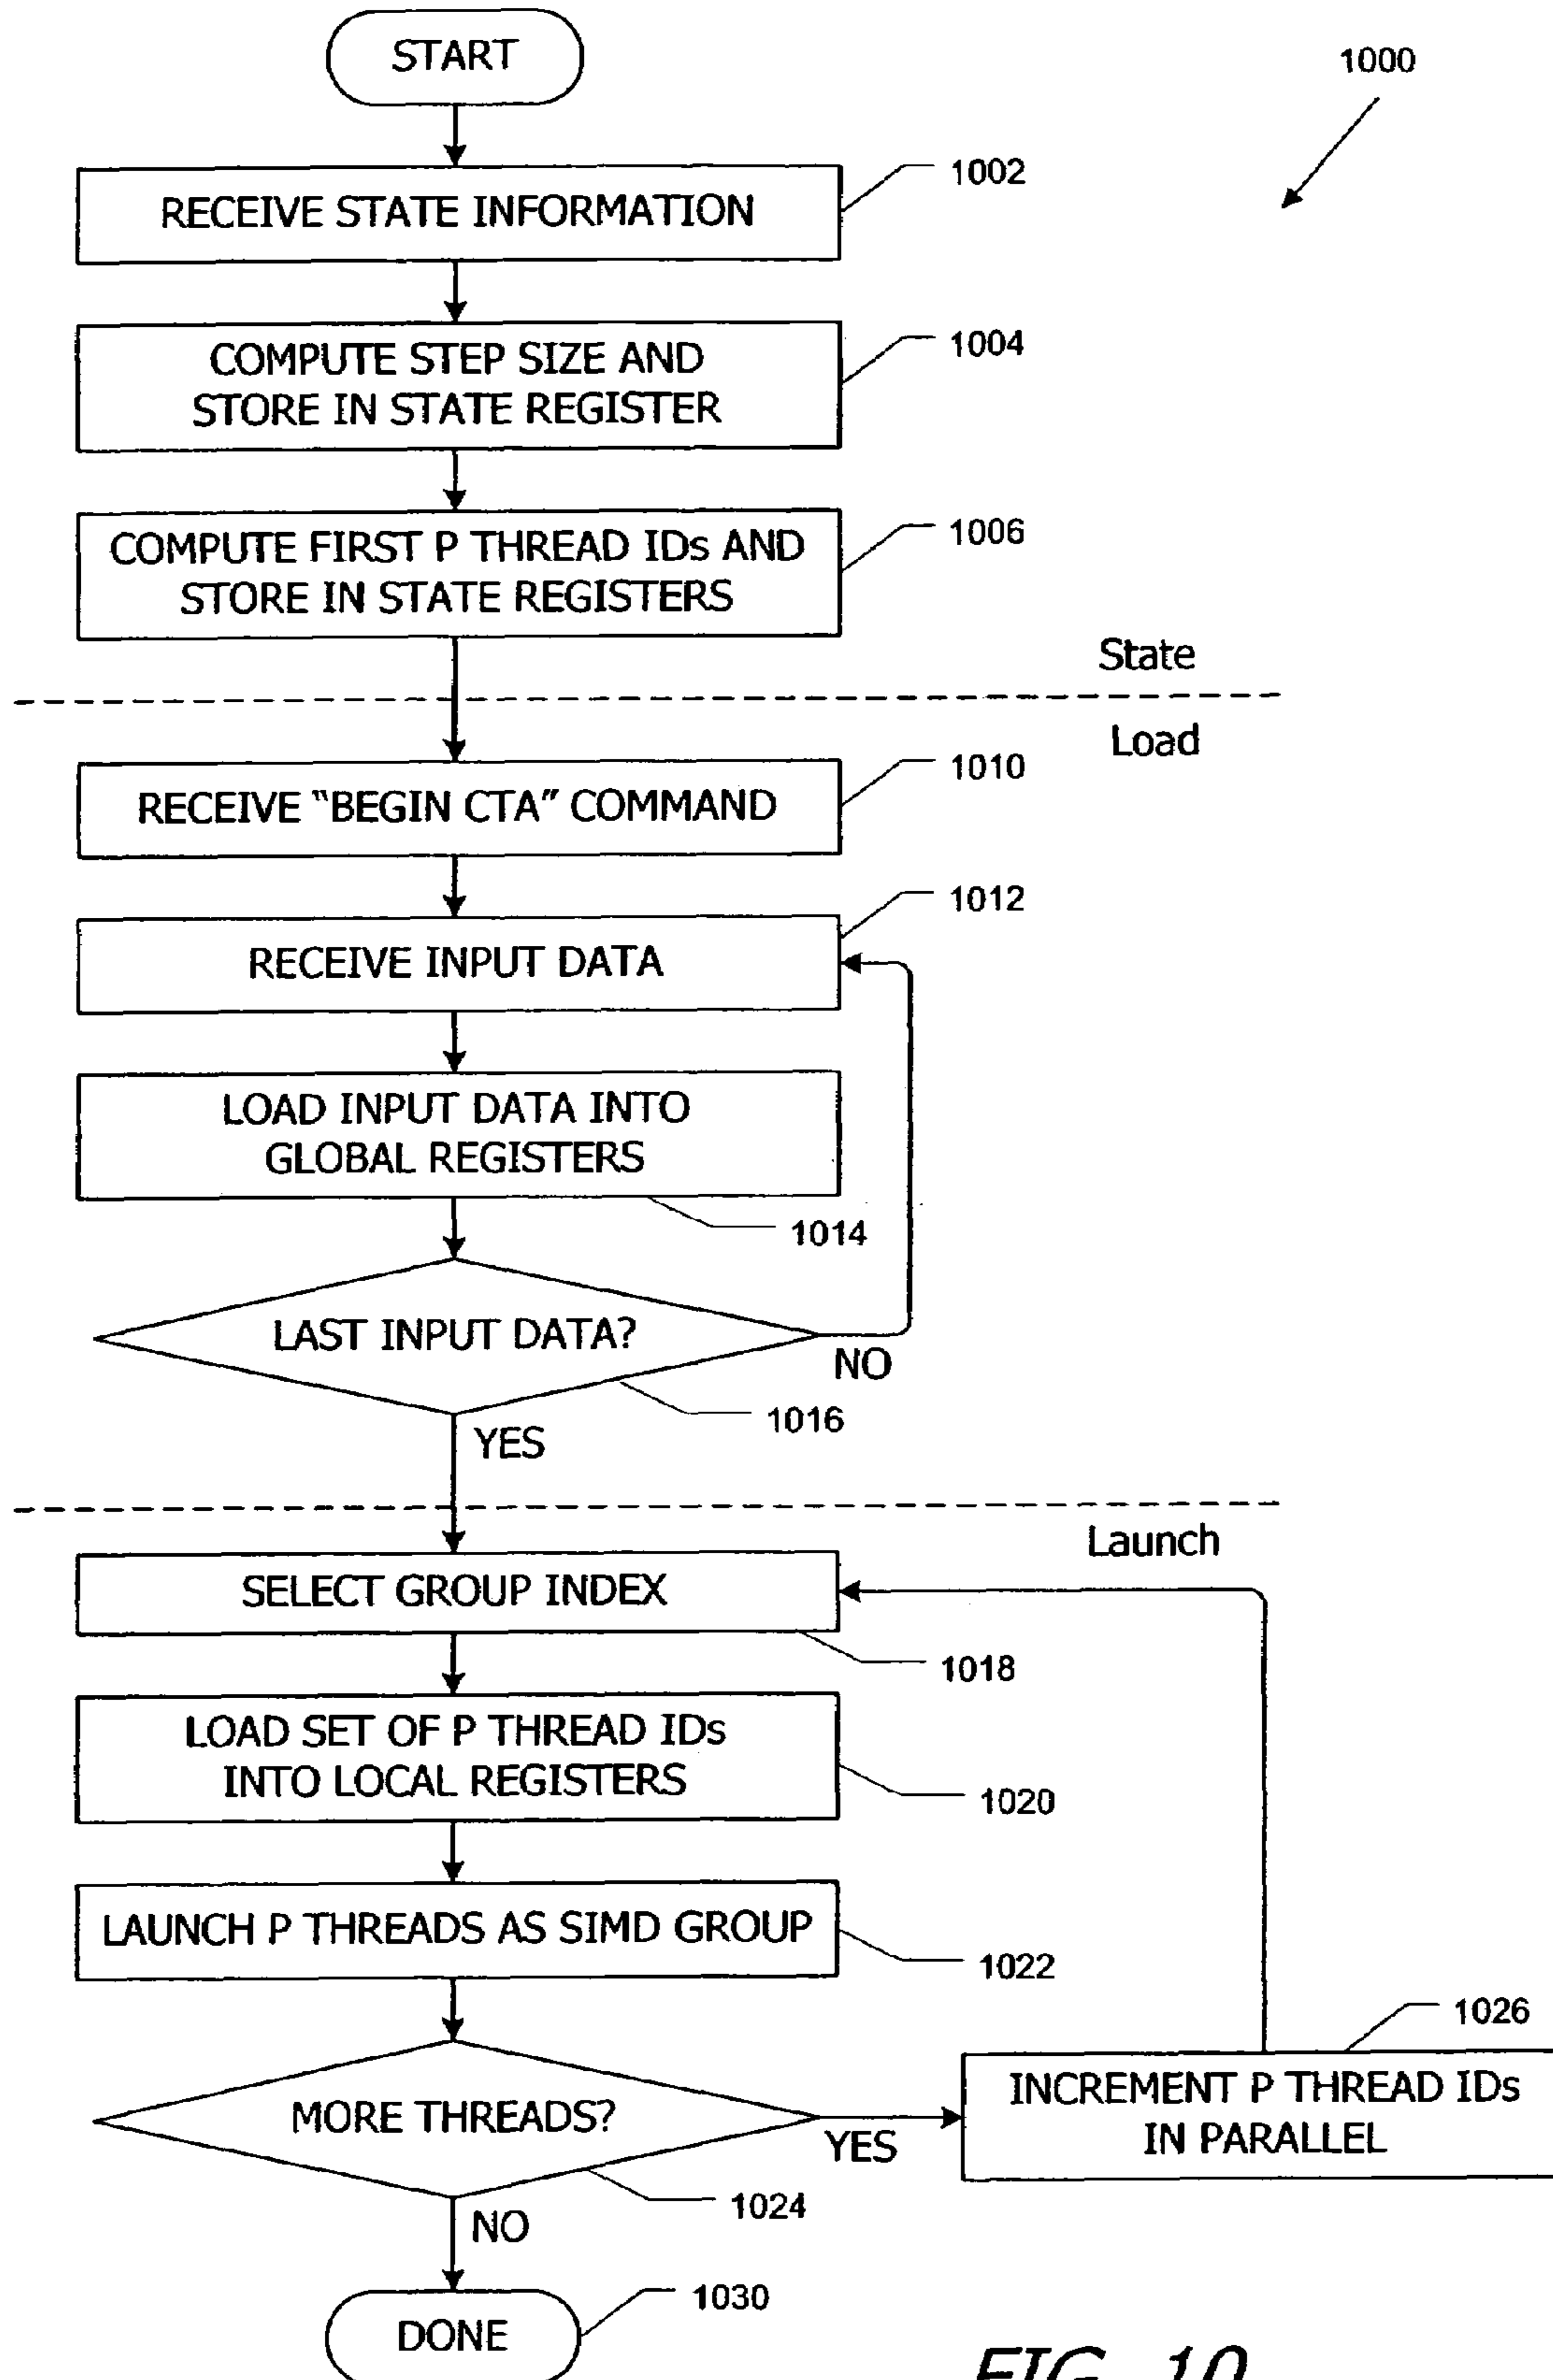 START
1000
1002
RECEIVE STATE INFORMATION
1004
COMPUTE STEP SIZE AND
STORE IN STATE REGISTER
1006
COMPUTE FIRST P THREAD IDs AND
STORE IN STATE REGISTERS
State
Load
1010
RECEIVE “BEGIN CTA” COMMAND
1012
RECEIVE INPUT DATA
LOAD INPUT DATA INTO
GLOBAL REGISTERS
1014
LAST INPUT DATA?
NO
1016
YES
Launch
SELECT GROUP INDEX
1018
LOAD SET OF P THREAD IDs
INTO LOCAL REGISTERS
1020
LAUNCH P THREADS AS SIMD GROUP
1022
1026
INCREMENT P THREAD IDs
IN PARALLEL
MORE THREADS?
YES
1024
NO
1030
DONE
FIG. 10